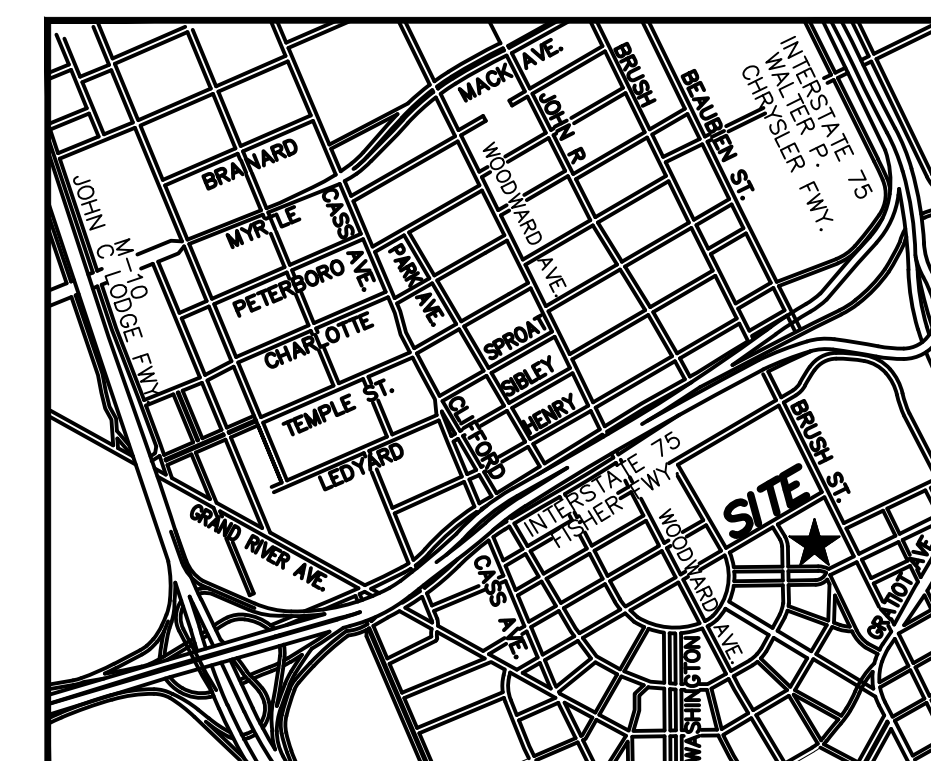 MACK AVE.
BRUSH
BEAUBIEN ST.
INTERSTATE 75
WALTER P.
CHRYSLER FWY.
JOHN R
WOODWARD AVE.
BRAINARD
CASS AVE.
MYRTLE
JOHN C LODGE FWY
M-10
PETERBORO
PARK AVE.
CHARLOTTE
SPROAT
SIBLEY
HENRY
TEMPLE ST.
CLIFFORD
LEDYARD
BRUSH ST.
INTERSTATE 75
FISHER FWY
SITE
GRAND RIVER AVE.
WOODWARD AVE.
CASS AVE.
GRATIOT AVE
WASHINGTON